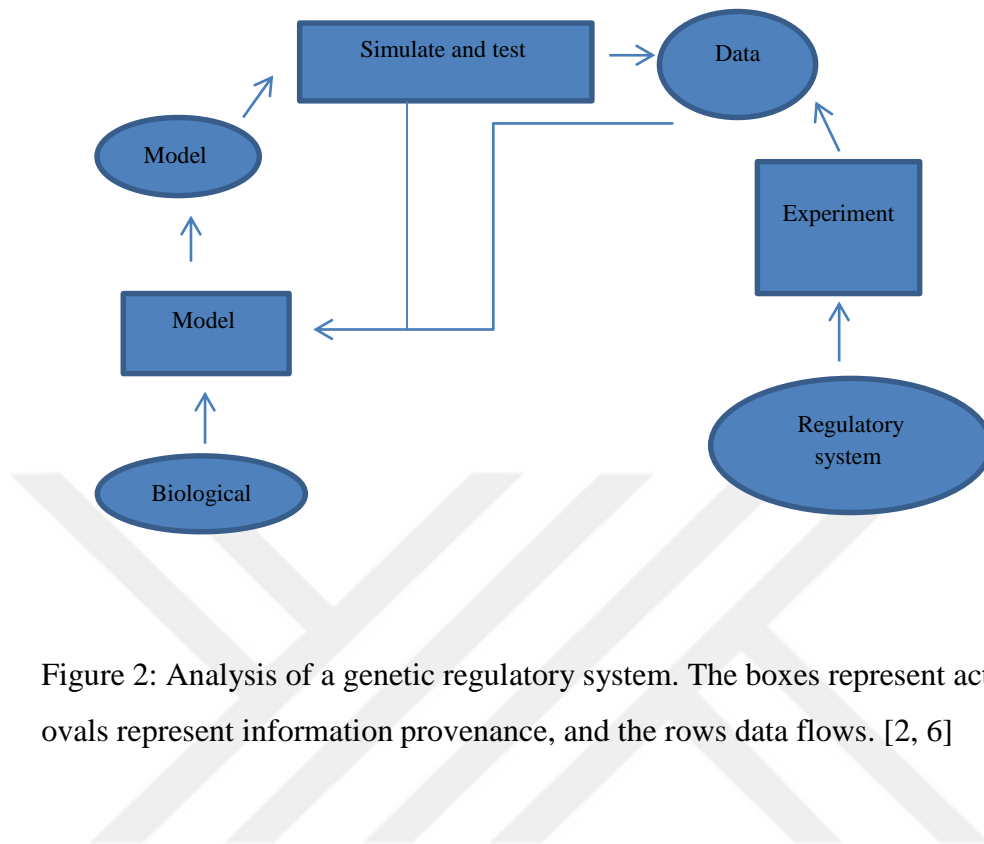 Simulate and test
Data
Model
Experiment
Model
Regulatory
system
Biological
Figure 2: Analysis of a genetic regulatory system. The boxes represent
ovals represent information provenance, and the rows data flows. [2, 6]